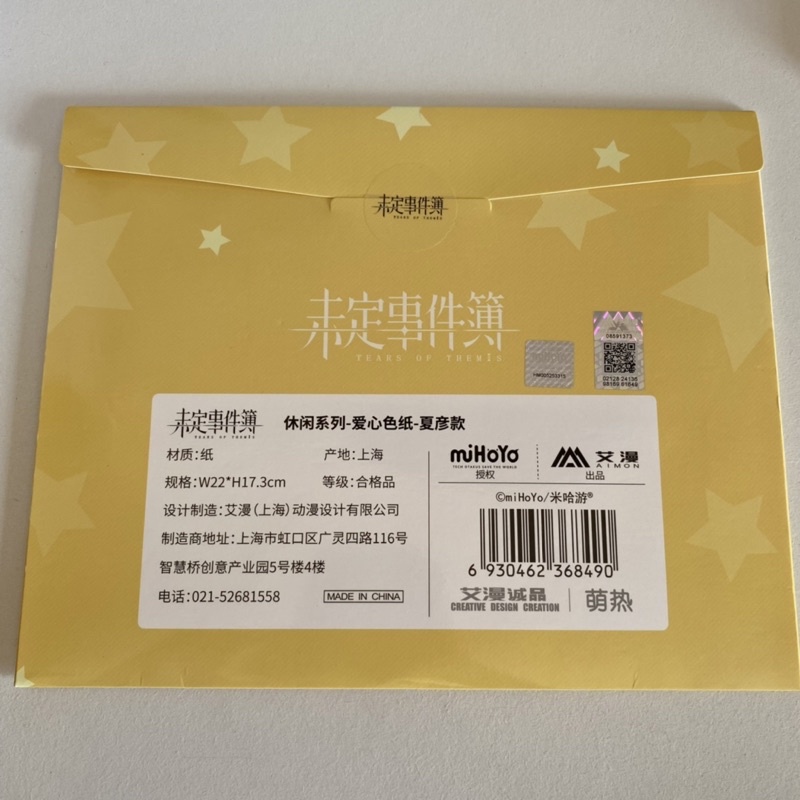 未定事件簿
TEARS OF THEMIS
未定事件簿
TEARS OF THEMIS
06591373
02128 24136
98169 61649
未定事件簿
TEARS OF THEMIS
休闲系列-爱心色纸-夏彦款
材质:纸
产地:上海
规格:W22*H17.3cm
等级:合格品
设计制造:艾漫(上海)动漫设计有限公司
制造商地址:上海市虹口区广灵四路116号
智慧桥创意产业园5号楼4楼
电话:021-52681558
MADE IN CHINA
miHoYo
TECH OTAKUS SAVE THE WORLD
授权
艾漫
AIMON
出品
©miHoYo/米哈游®
6 930462 368490
艾漫诚品
CREATIVE DESIGN CREATION
萌热